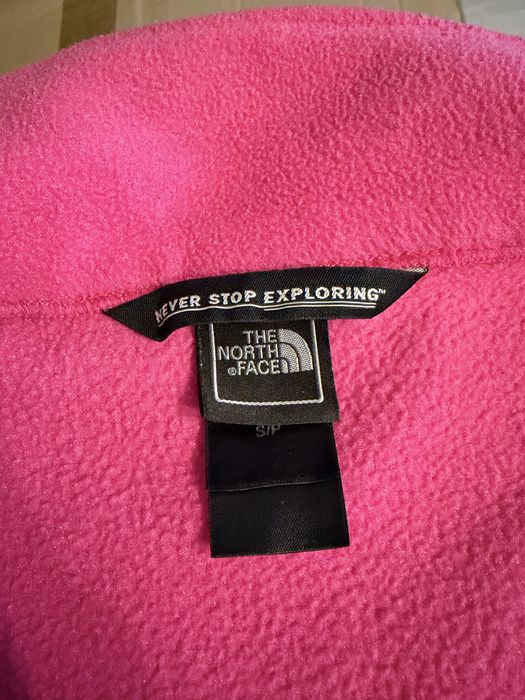 NEVER STOP EXPLORING™
THE
NORTH
®FACE
S/P